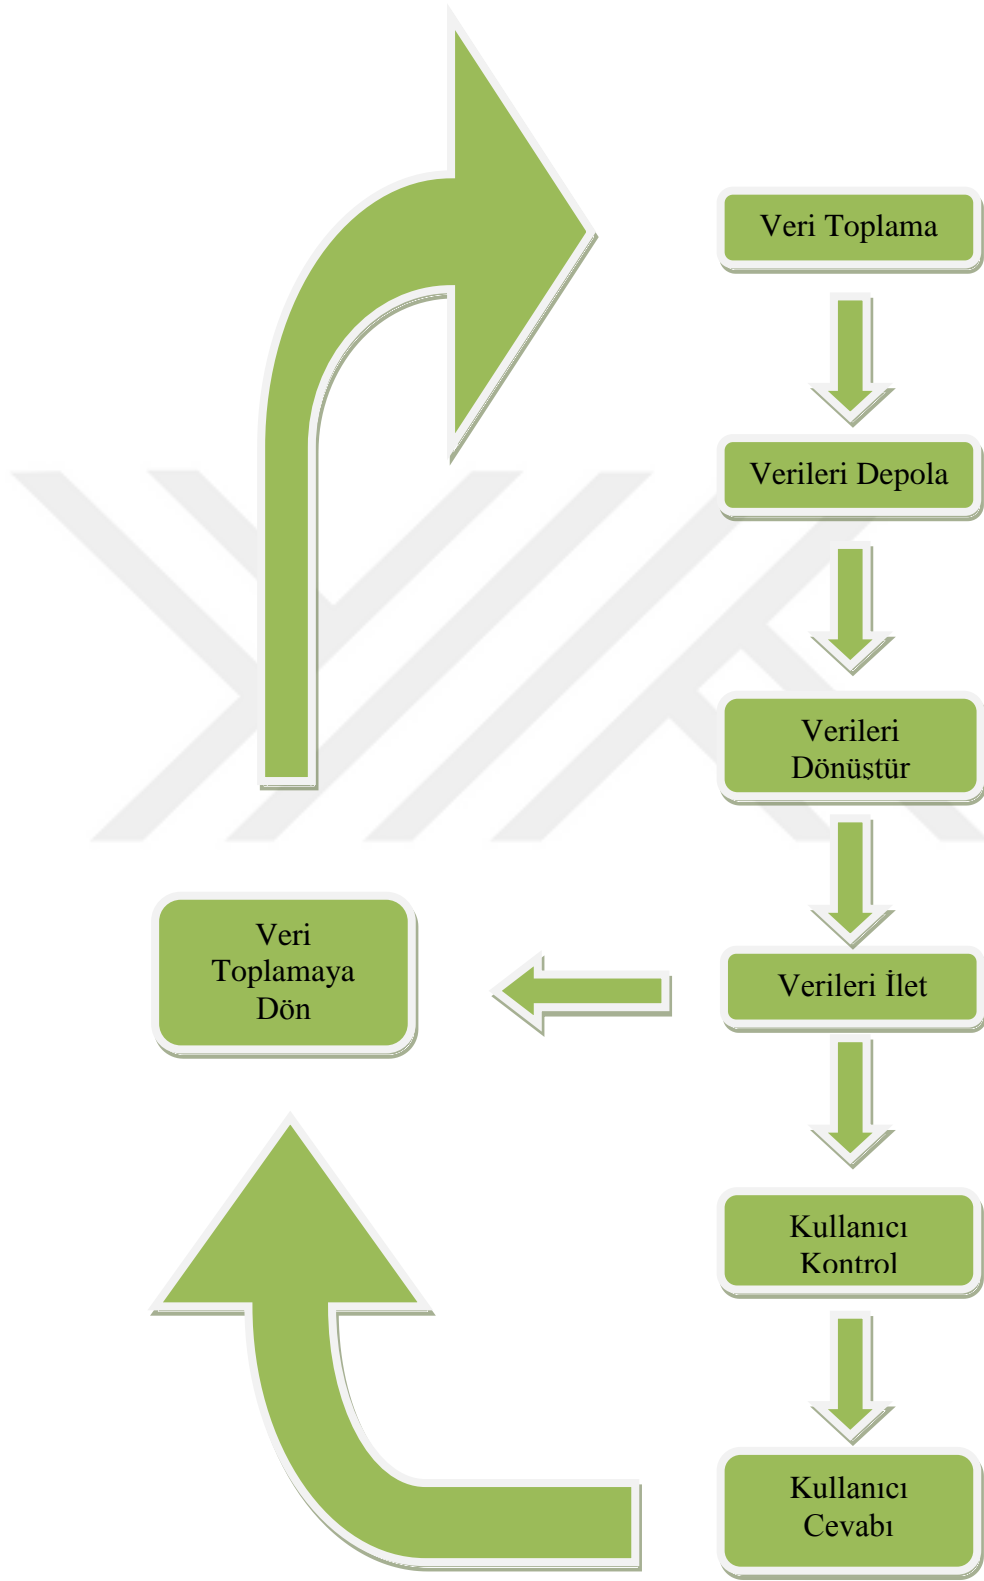 Veri Toplama
Verileri Depola
Verileri
Dönüştür
Veri
Toplamaya
Dön
Verileri İlet
Kullanıcı
Kontrol
Kullanıcı
Cevabı